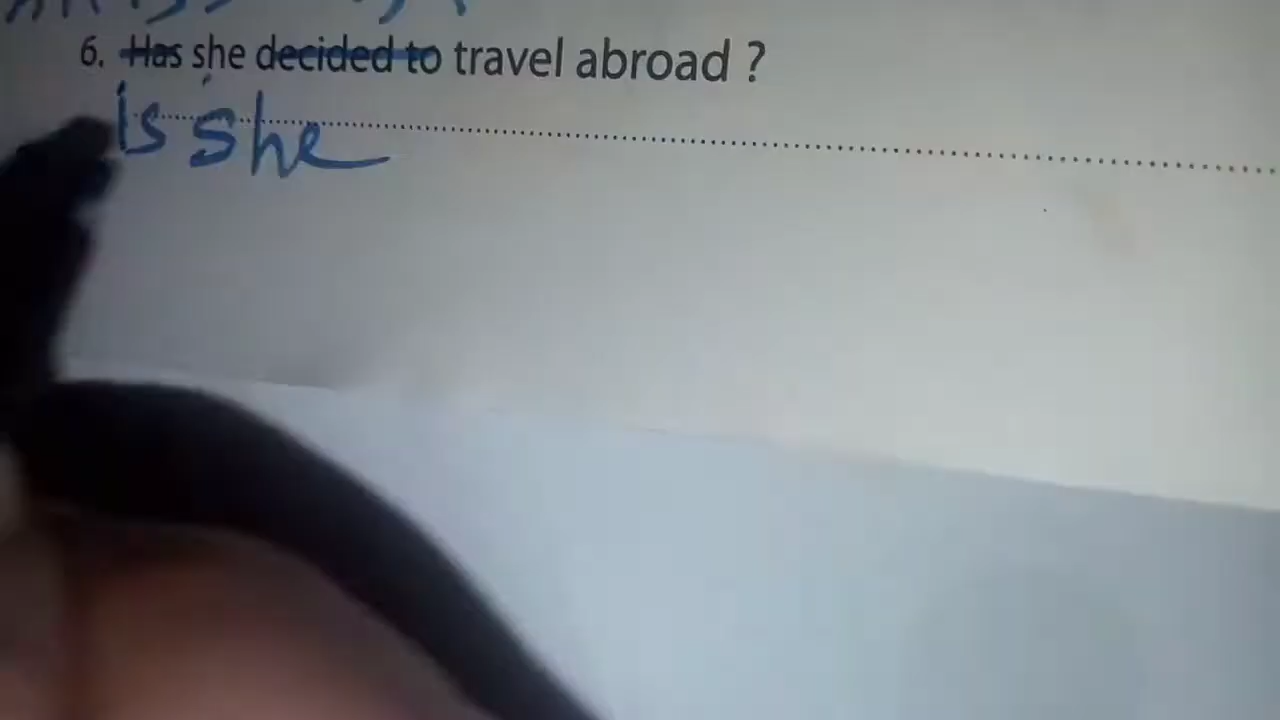 6. Has she decided to travel abroad ?
is she